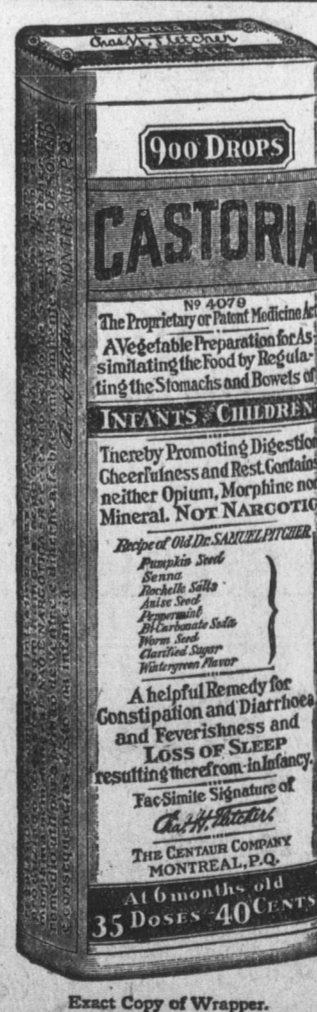 Chas. H. Fletcher
900 DROPS
CASTORIA
Nº 4079
The Proprietary or Patent Medicine Act
AVegetable Preparation for As-
similating the Food by Regula-
ting the Stomachs and Bowels of
INFANTS CHILDREN
Thereby Promoting Digestion
Cheerfulness and Rest. Contains
neither Opium, Morphine nor
Mineral. NOT NARCOTIC
Recipe of Old Dr. SAMUEL PITCHER
Pumpkin Seed
Senna
Rochelle Salts
Anise Seed
Peppermint
Bi-Carbonate Soda
Worm Seed
Clarified Sugar
Wintergreen Flavor
A helpful Remedy for
Constipation and Diarrhoea
and Feverishness and
LOSS OF SLEEP
resulting therefrom-in Infancy.
Fac-Simile Signature of
Chas. H. Fletcher.
THE CENTAUR COMPANY
MONTREAL, P.Q.
At 6 months old
35 DOSES - 40 CENTS
Exact Copy of Wrapper.